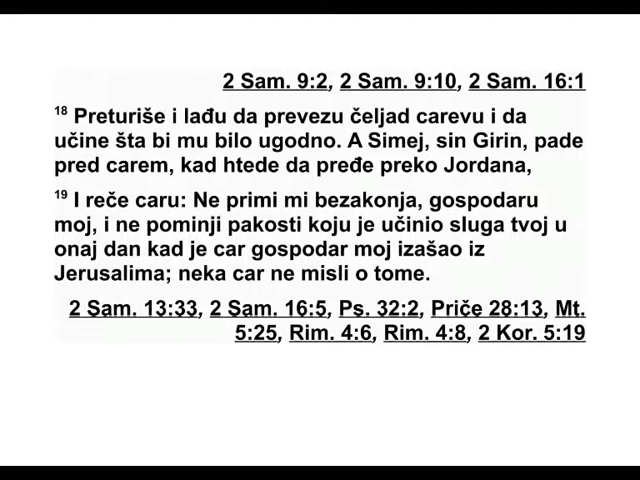 2 Sam. 9:2, 2 Sam. 9:10, 2 Sam. 16:1
18 Preturiše i lađu da prevezu čeljad carevu i da
učine šta bi mu bilo ugodno. A Simej, sin Girin, pade
pred carem, kad htede da pređe preko Jordana,
19 I reče caru: Ne primi mi bezakonja, gospodaru
moj, i ne pominji pakosti koju je učinio sluga tvoj u
onaj dan kad je car gospodar moj izašao iz
Jerusalima; neka car ne misli o tome.
2 Sam. 13:33, 2 Sam. 16:5, Ps. 32:2, Priče 28:13, Mt.
5:25, Rim. 4:6, Rim. 4:8, 2 Kor. 5:19